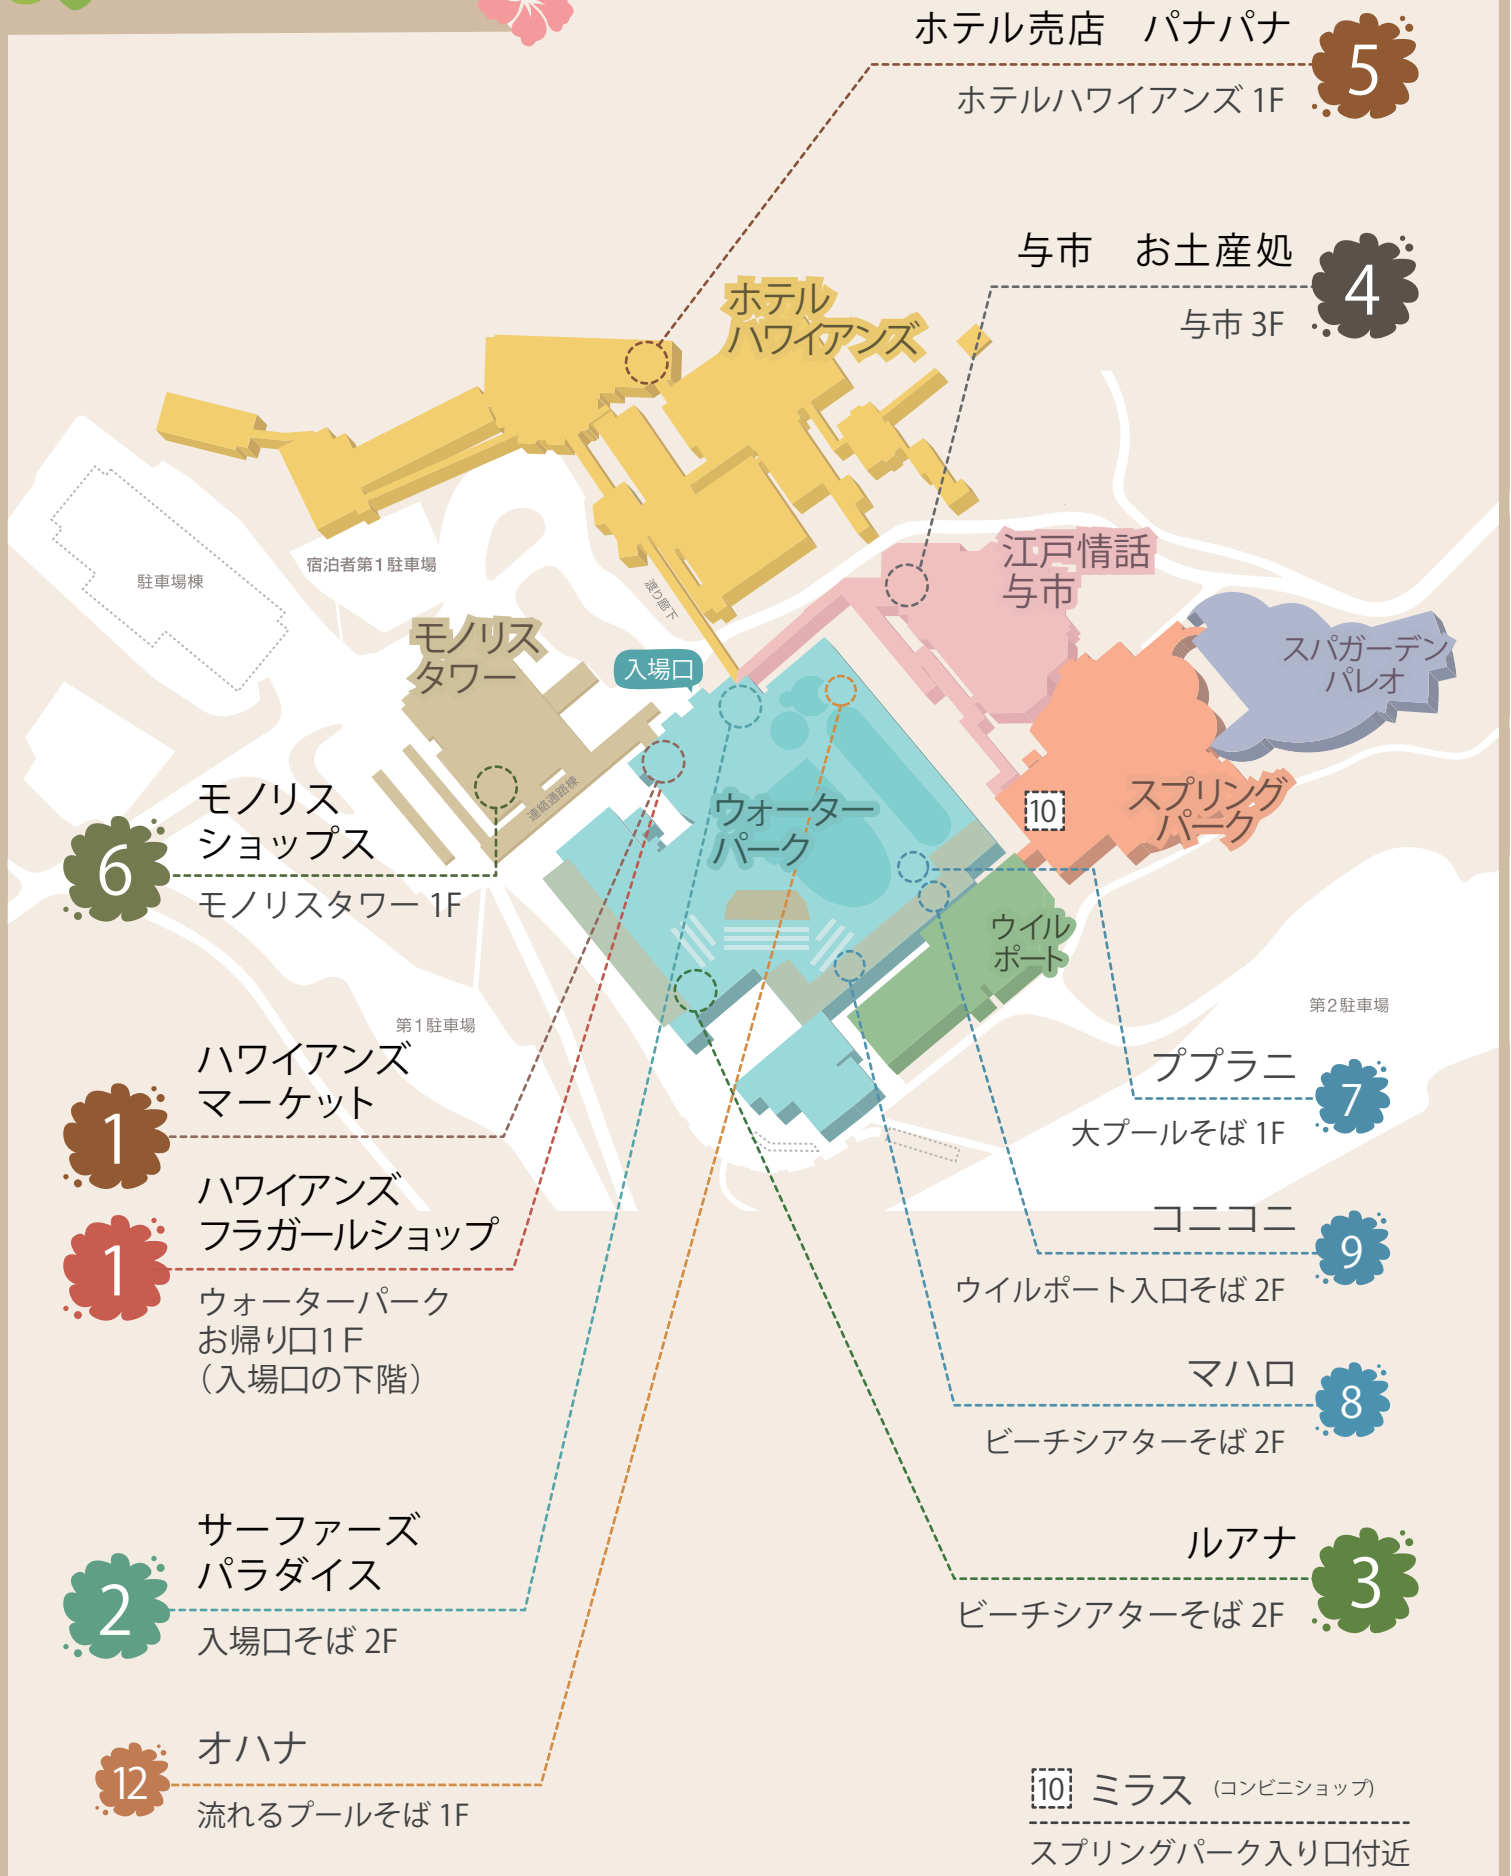 ホテル売店　パナパナ
5
ホテルハワイアンズ 1F
与市　お土産処
4
与市 3F
ホテル
ハワイアンズ
江戸情話
与市
宿泊者第1駐車場
駐車場棟
渡り廊下
モノリス
タワー
入場口
スパガーデン
パレオ
連絡通路棟
ウォーター
パーク
10
スプリング
パーク
ウイル
ポート
第1駐車場
第2駐車場
モノリス
ショップス
6
モノリスタワー 1F
ハワイアンズ
マーケット
1
ハワイアンズ
フラガールショップ
1
ウォーターパーク
お帰り口1F
（入場口の下階）
ププラニ
7
大プールそば 1F
コニコニ
9
ウイルポート入口そば 2F
マハロ
8
ビーチシアターそば 2F
ルアナ
3
ビーチシアターそば 2F
サーファーズ
パラダイス
2
入場口そば 2F
オハナ
12
流れるプールそば 1F
10 ミラス (コンビニショップ)
スプリングパーク入り口付近